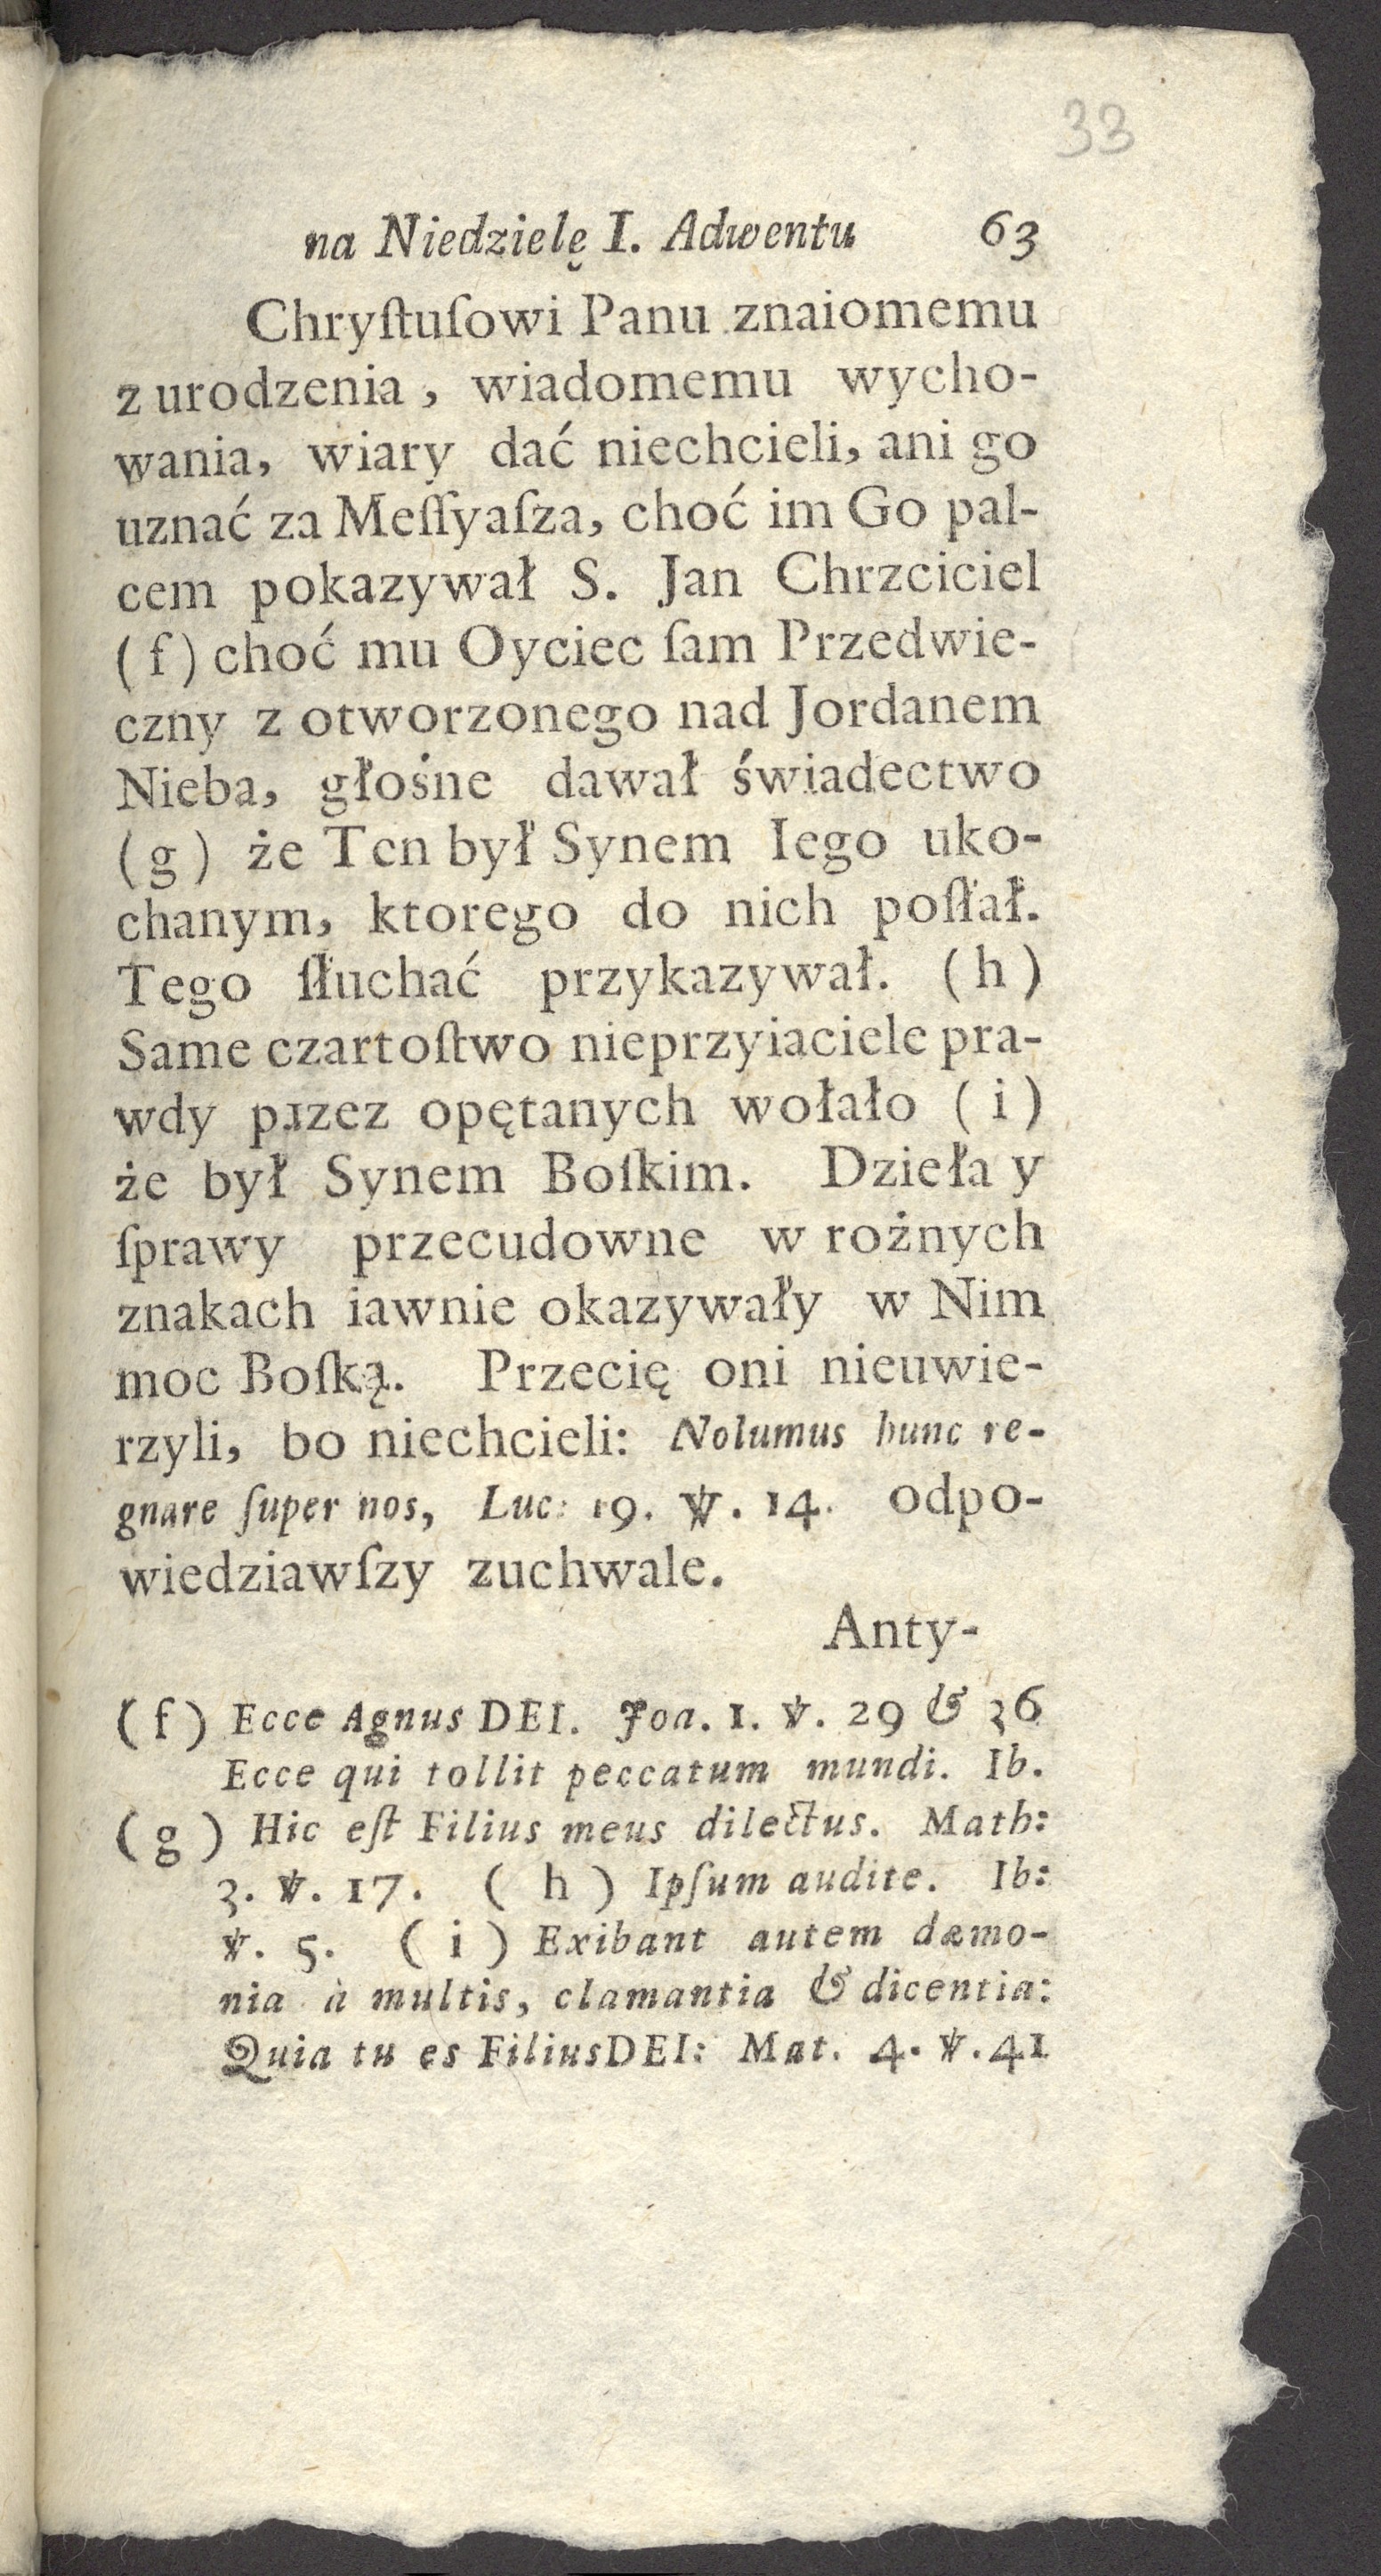 33
na Niedzielę I. Adwentu 63
Chryſtuſowi Panu znaiomemu
z urodzenia, wiadomemu wycho-
wania, wiary dać niechcieli, ani go
uznać za Meſſyaſza, choć im Go pal-
cem pokazywał S. Jan Chrzciciel
(f) choć mu Oyciec ſam Przedwie-
czny z otworzonego nad Jordanem
Nieba, głośne dawał świadectwo
(g) że Ten był Synem Iego uko-
chanym, ktorego do nich poſłał.
Tego ſłuchać przykazywał. (h)
Same czartoſtwo nieprzyiaciele pra-
wdy przez opętanych wołało (i)
że był Synem Boſkim. Dzieła y
ſprawy przecudowne w rożnych
znakach iawnie okazywały w Nim
moc Boſką. Przecię oni nieuwie-
rzyli, bo niechcieli: Nolumus hunc re-
gnare ſuper nos, Luc: 19. ℣. 14. odpo-
wiedziawſzy zuchwale.
Anty-
(f) Ecce Agnus DEI. Joa. 1. ℣. 29 & 36
Ecce qui tollit peccatum mundi. Ib.
(g) Hic eſt Filius meus dilectus. Math:
3. ℣. 17. (h) Ipſum audite. Ib:
℣. 5. (i) Exibant autem dæmo-
nia à multis, clamantia & dicentia:
Quia tu es FiliusDEI: Mat. 4. ℣. 41